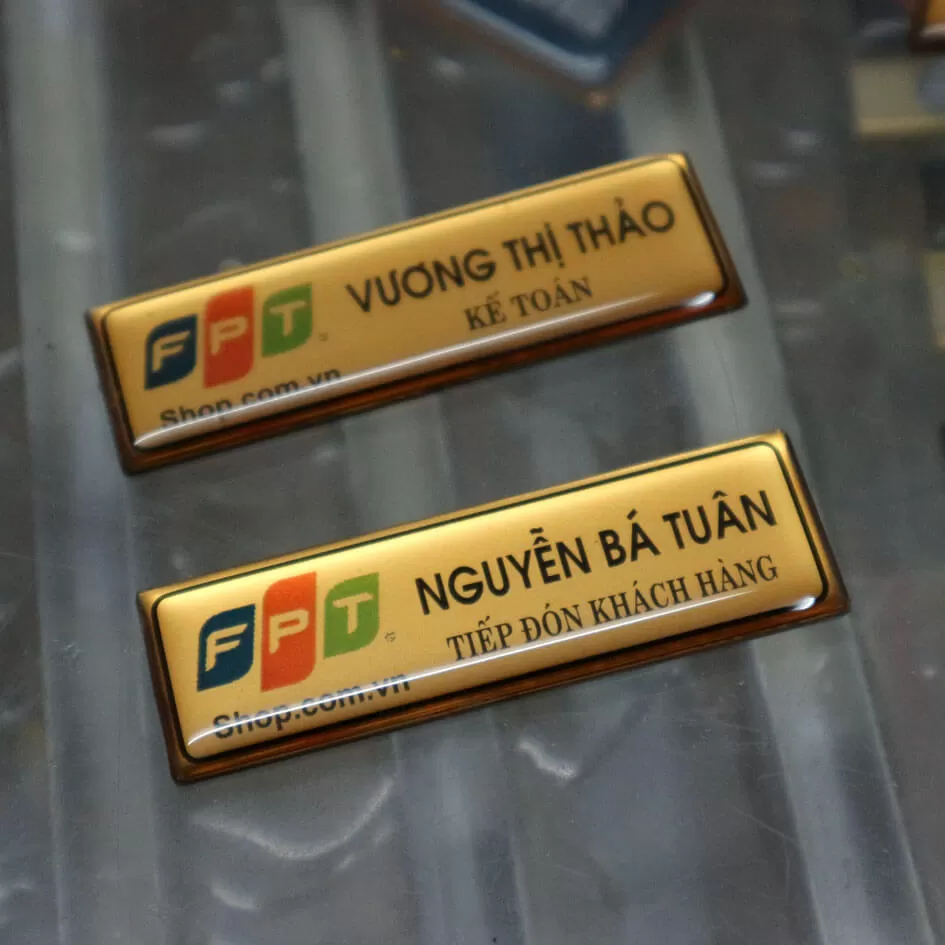 VƯƠNG THỊ THẢO
KẾ TOÁN
FPT
Shop.com.vn
NGUYỄN BÁ TUÂN
TIẾP ĐÓN KHÁCH HÀNG
FPT
Shop.com.vn